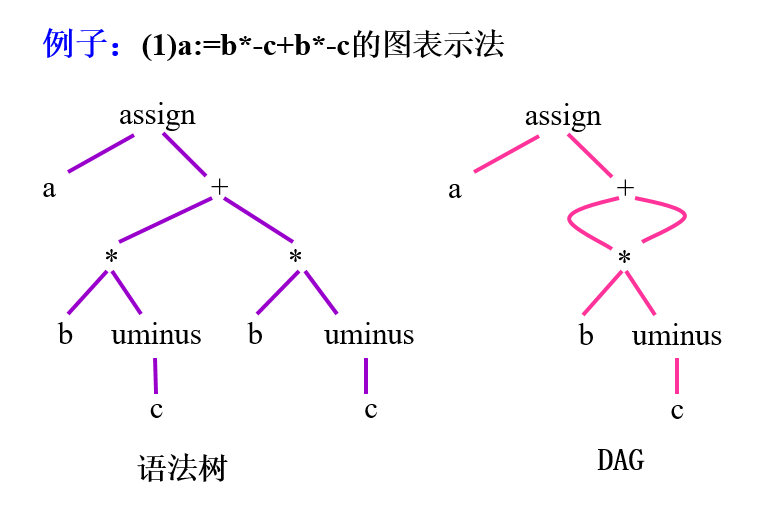 例子：(1)a:=b*-c+b*-c的图表示法
assign assign
a + a +
* * *
b uminus b uminus b uminus
c c c
语法树 DAG